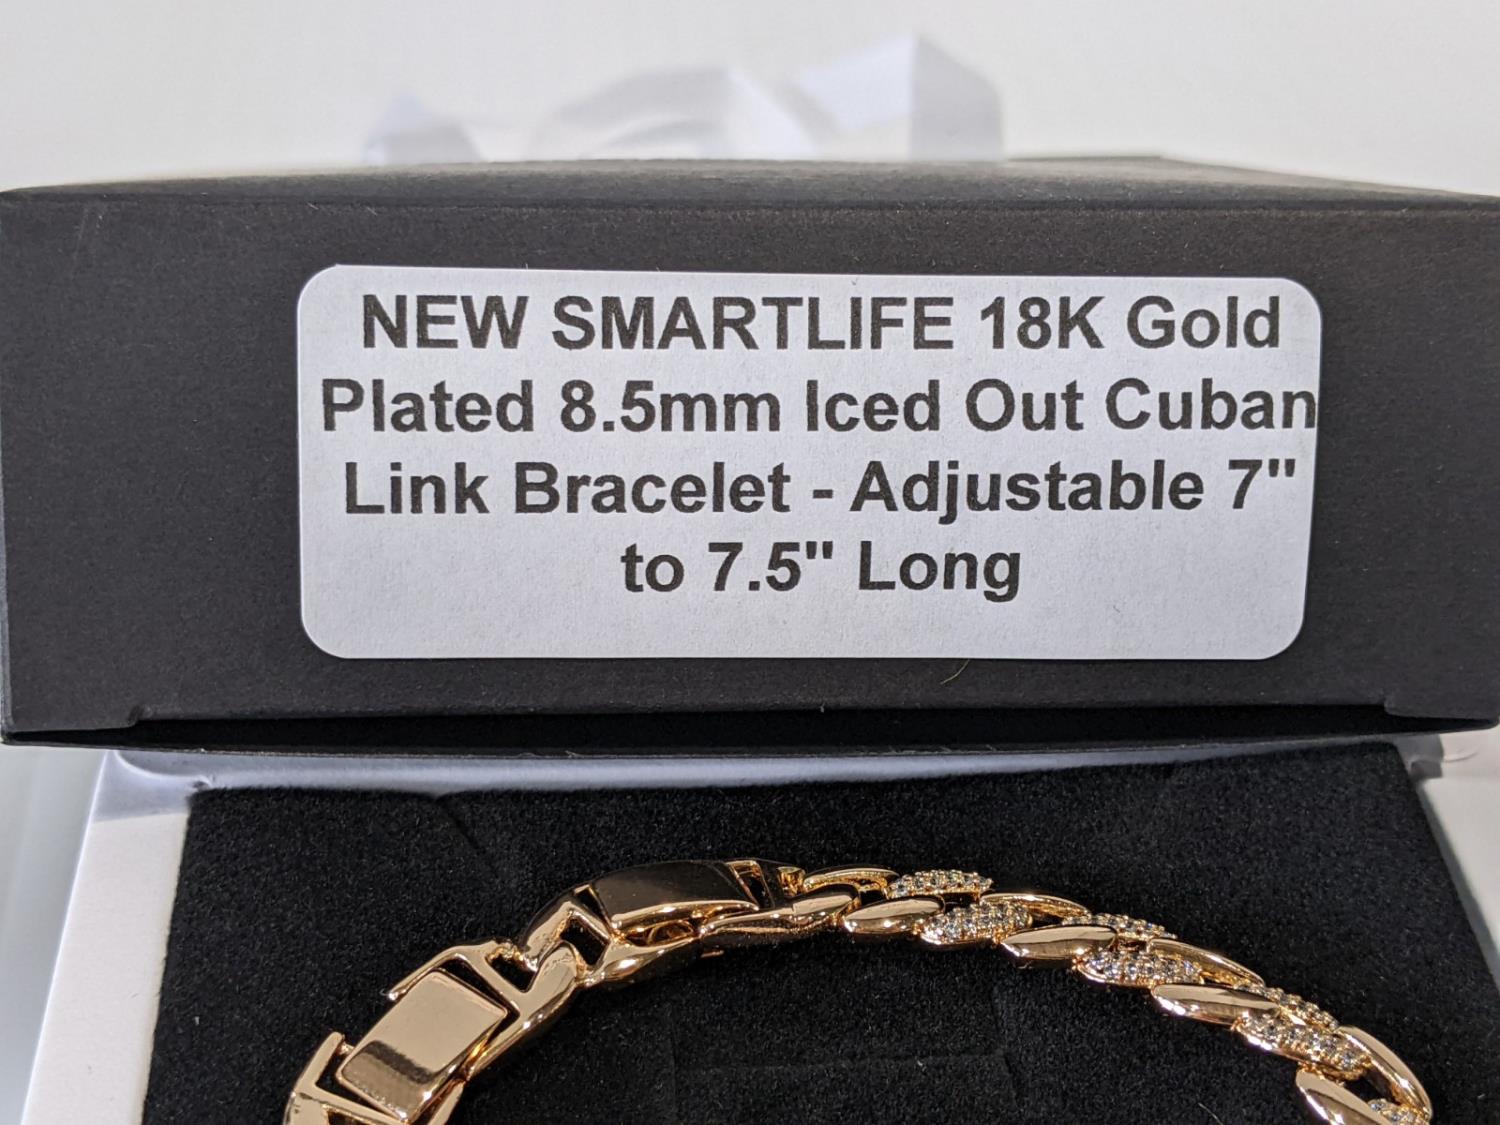 NEW SMARTLIFE 18K Gold
Plated 8.5mm Iced Out Cuban
Link Bracelet - Adjustable 7"
to 7.5" Long